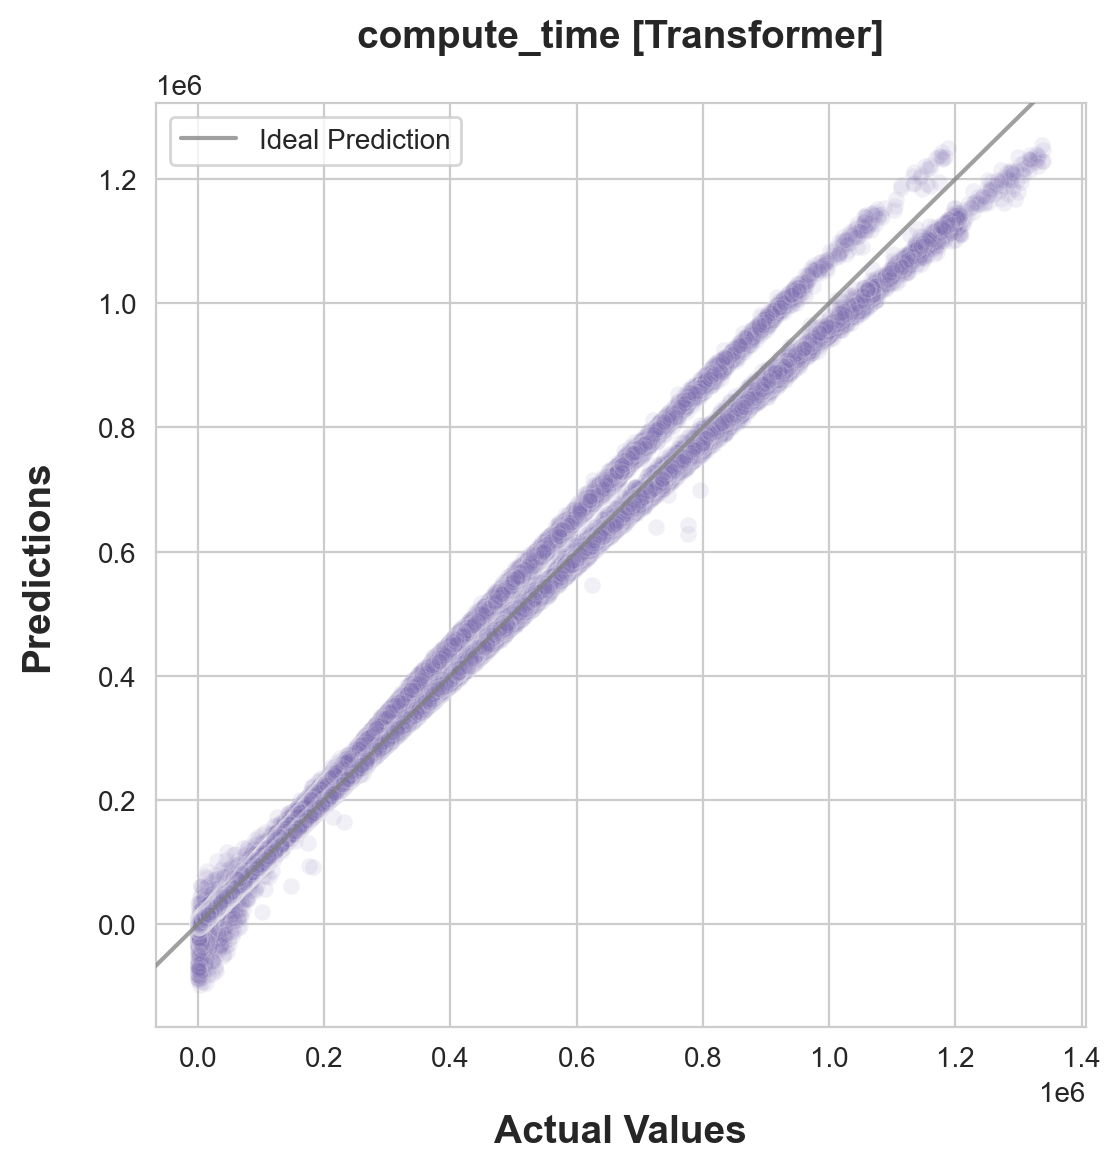 compute_time [Transformer]
1e6
Ideal Prediction
1.2
1.0
0.8
0.6
0.4
0.2
0.0
Predictions
0.0 0.2 0.4 0.6 0.8 1.0 1.2 1.4
1e6
Actual Values